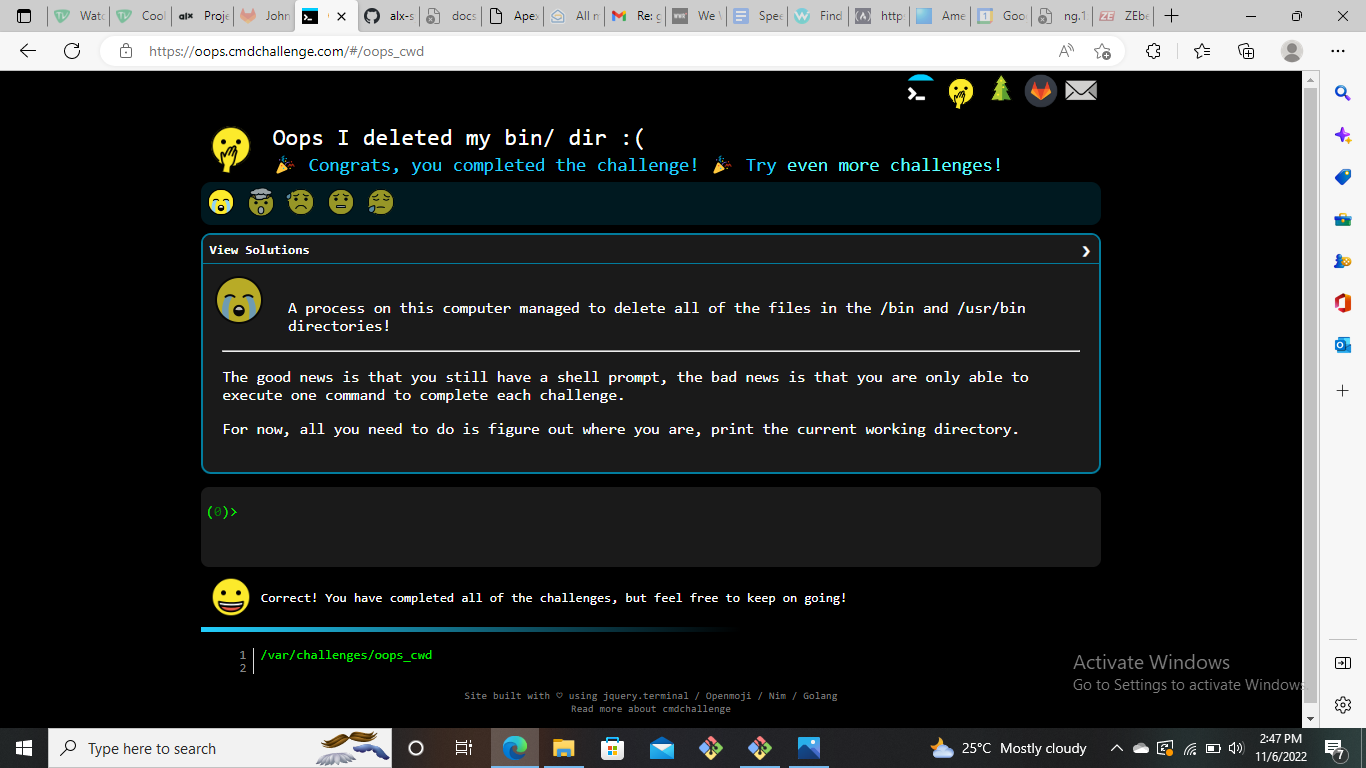 Watc
Cool
alx Proje
John
alx-s
docs
Ape
All n
Re: g
We \
Spee
Find
http:
Ame
Goo
ng.1
ZE ZEbe
https://oops.cmdchallenge.com/#/oops_cwd
Oops I deleted my bin/ dir :(
Congrats, you completed the challenge! Try even more challenges!
View Solutions
A process on this computer managed to delete all of the files in the /bin and /usr/bin
directories!
The good news is that you still have a shell prompt, the bad news is that you are only able to
execute one command to complete each challenge.
For now, all you need to do is figure out where you are, print the current working directory.
(0)>
Correct! You have completed all of the challenges, but feel free to keep on going!
1 /var/challenges/oops_cwd
2
Activate Windows
Go to Settings to activate Windows.
Site built with ♡ using jquery.terminal / Openmoji / Nim / Golang
Read more about cmdchallenge
Type here to search
25°C Mostly cloudy
2:47 PM
11/6/2022
7